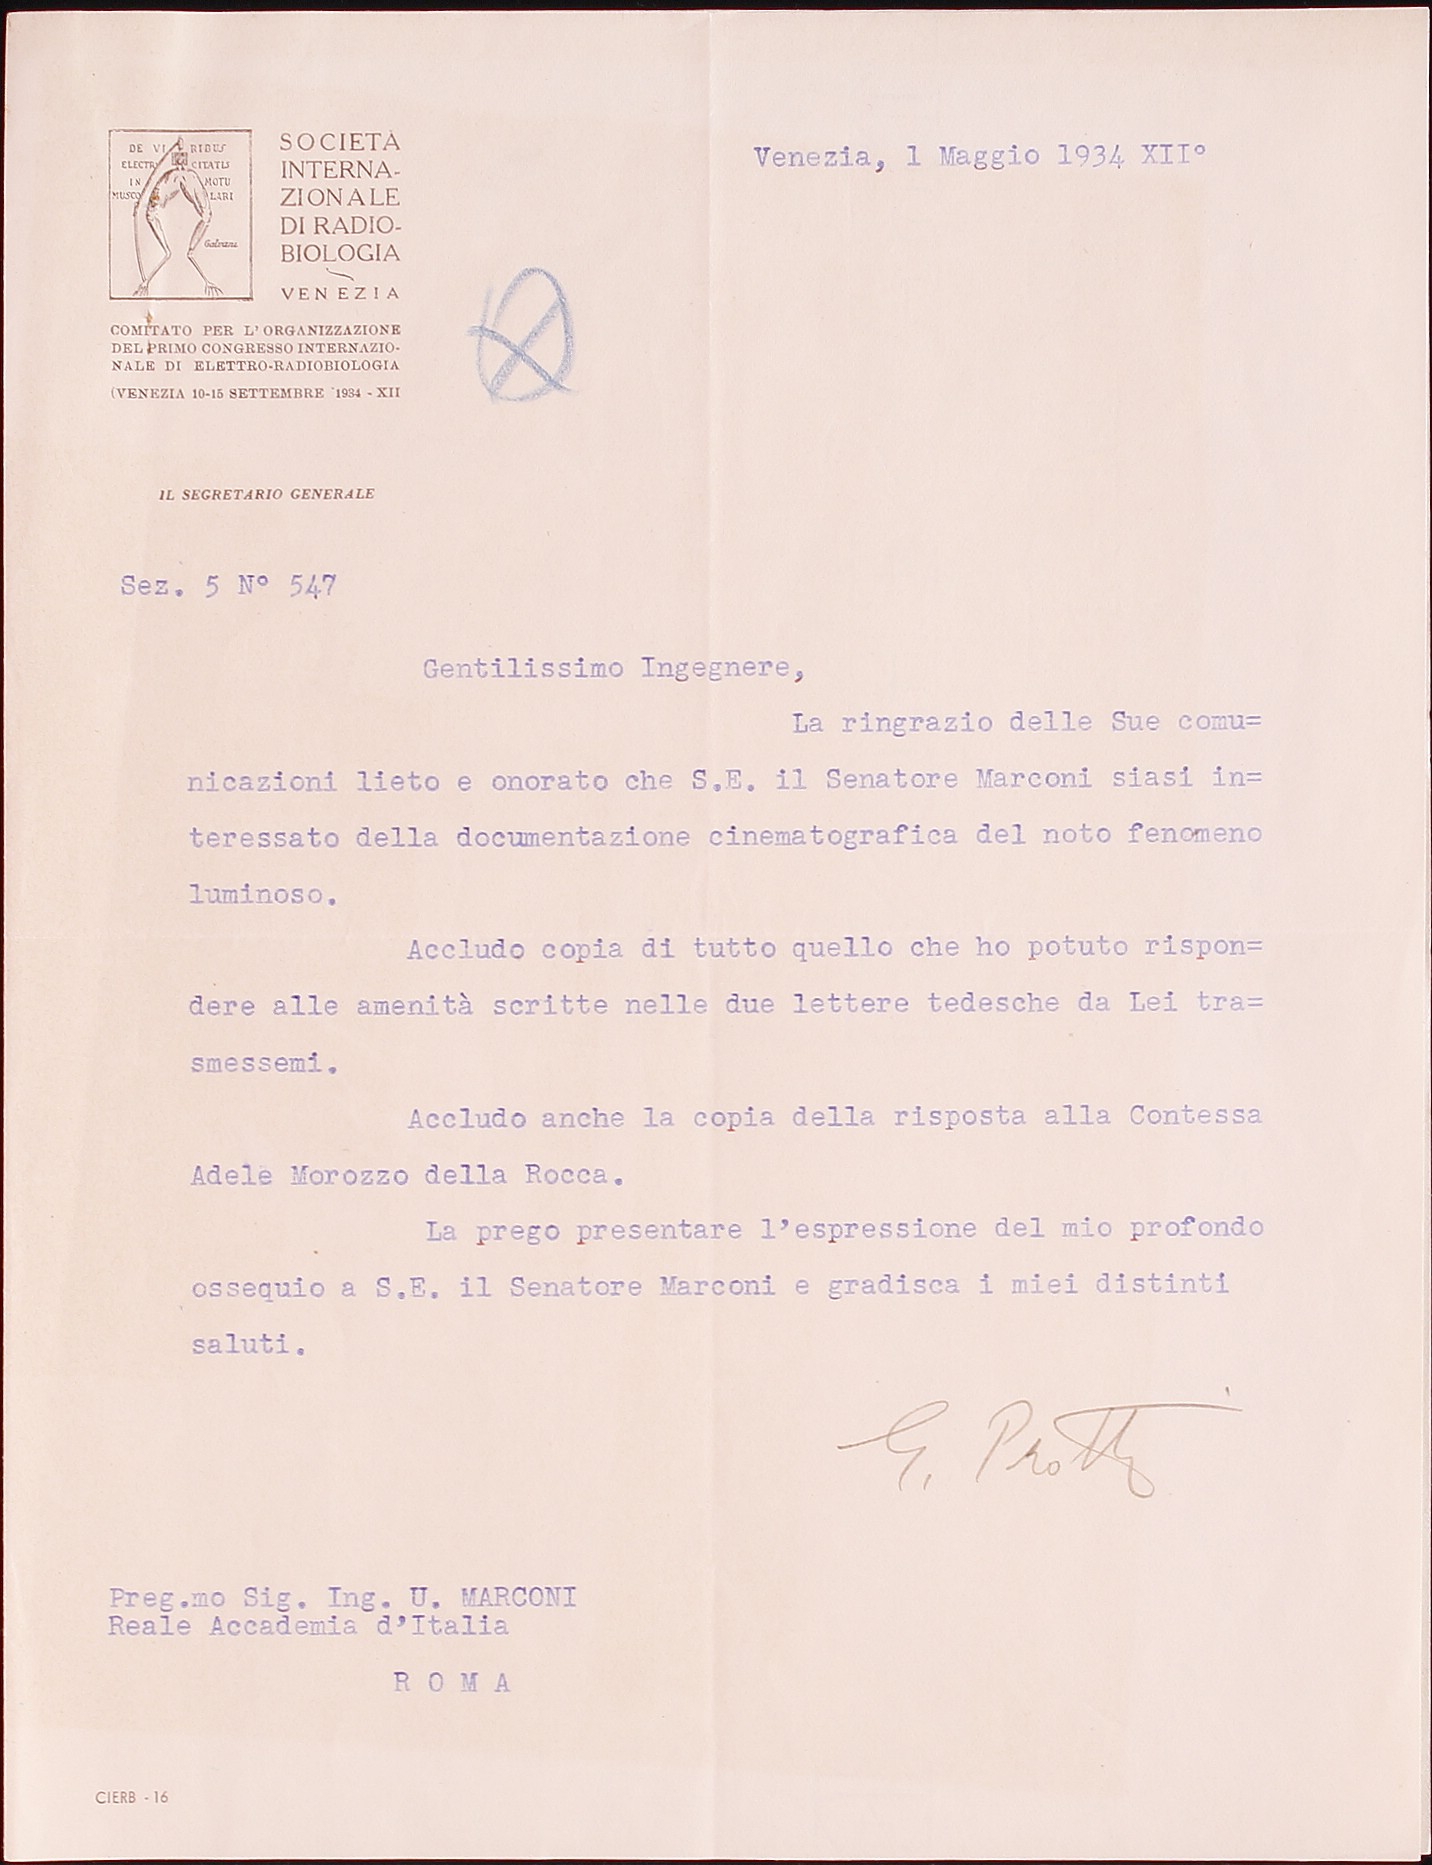 DE VIRIBUS
ELECTRICITATIS
IN MOTU
MUSCOLARI
Galvani
SOCIETÀ
INTERNA-
ZIONALE
DI RADIO-
BIOLOGIA
VENEZIA
COMITATO PER L'ORGANIZZAZIONE
DEL PRIMO CONGRESSO INTERNAZIO-
NALE DI ELETTRO-RADIOBIOLOGIA
(VENEZIA 10-15 SETTEMBRE 1934 - XII
Venezia, 1 Maggio 1934 XII°
IL SEGRETARIO GENERALE
Sez. 5 N° 547
Gentilissimo Ingegnere,
La ringrazio delle Sue comu=
nicazioni lieto e onorato che S.E. il Senatore Marconi siasi in=
teressato della documentazione cinematografica del noto fenomeno
luminoso.
Accludo copia di tutto quello che ho potuto rispon=
dere alle amenità scritte nelle due lettere tedesche da Lei tra=
smessemi.
Accludo anche la copia della risposta alla Contessa
Adele Morozzo della Rocca.
La prego presentare l'espressione del mio profondo
ossequio a S.E. il Senatore Marconi e gradisca i miei distinti
saluti.
G. Protti
Preg.mo Sig. Ing. U. MARCONI
Reale Accademia d'Italia
R O M A
CIERB - 16